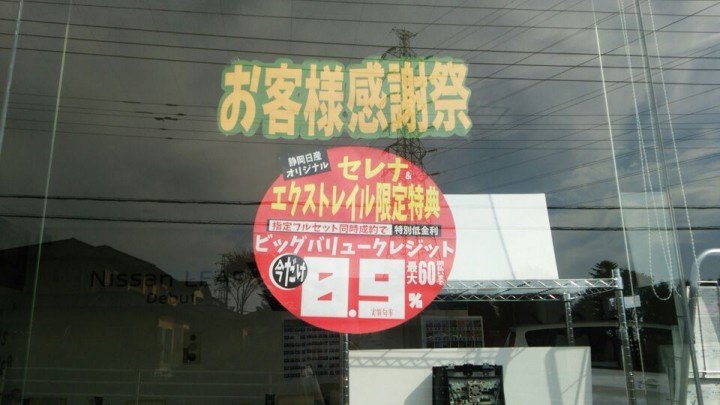 お客様感謝祭
静岡日産
オリジナル
セレナ&
エクストレイル限定特典
指定フルセット同時成約で 特別低金利
ビッグバリュークレジット
今だけ
0.9%
最大60
Nissan LEAF
Debut